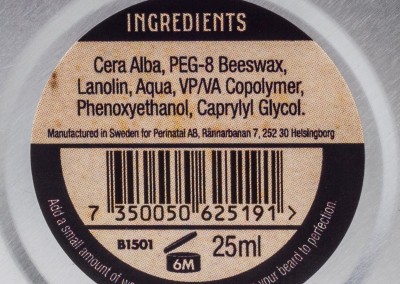 INGREDIENTS
Cera Alba, PEG-8 Beeswax,
Lanolin, Aqua, VP/VA Copolymer,
Phenoxyethanol, Caprylyl Glycol.
Manufactured in Sweden for Perinatal AB, Rännarbanan 7, 252 30 Helsingborg
7 350050 625191 >
B1501
6M
25ml
Add a small amount of your beard to perfection.